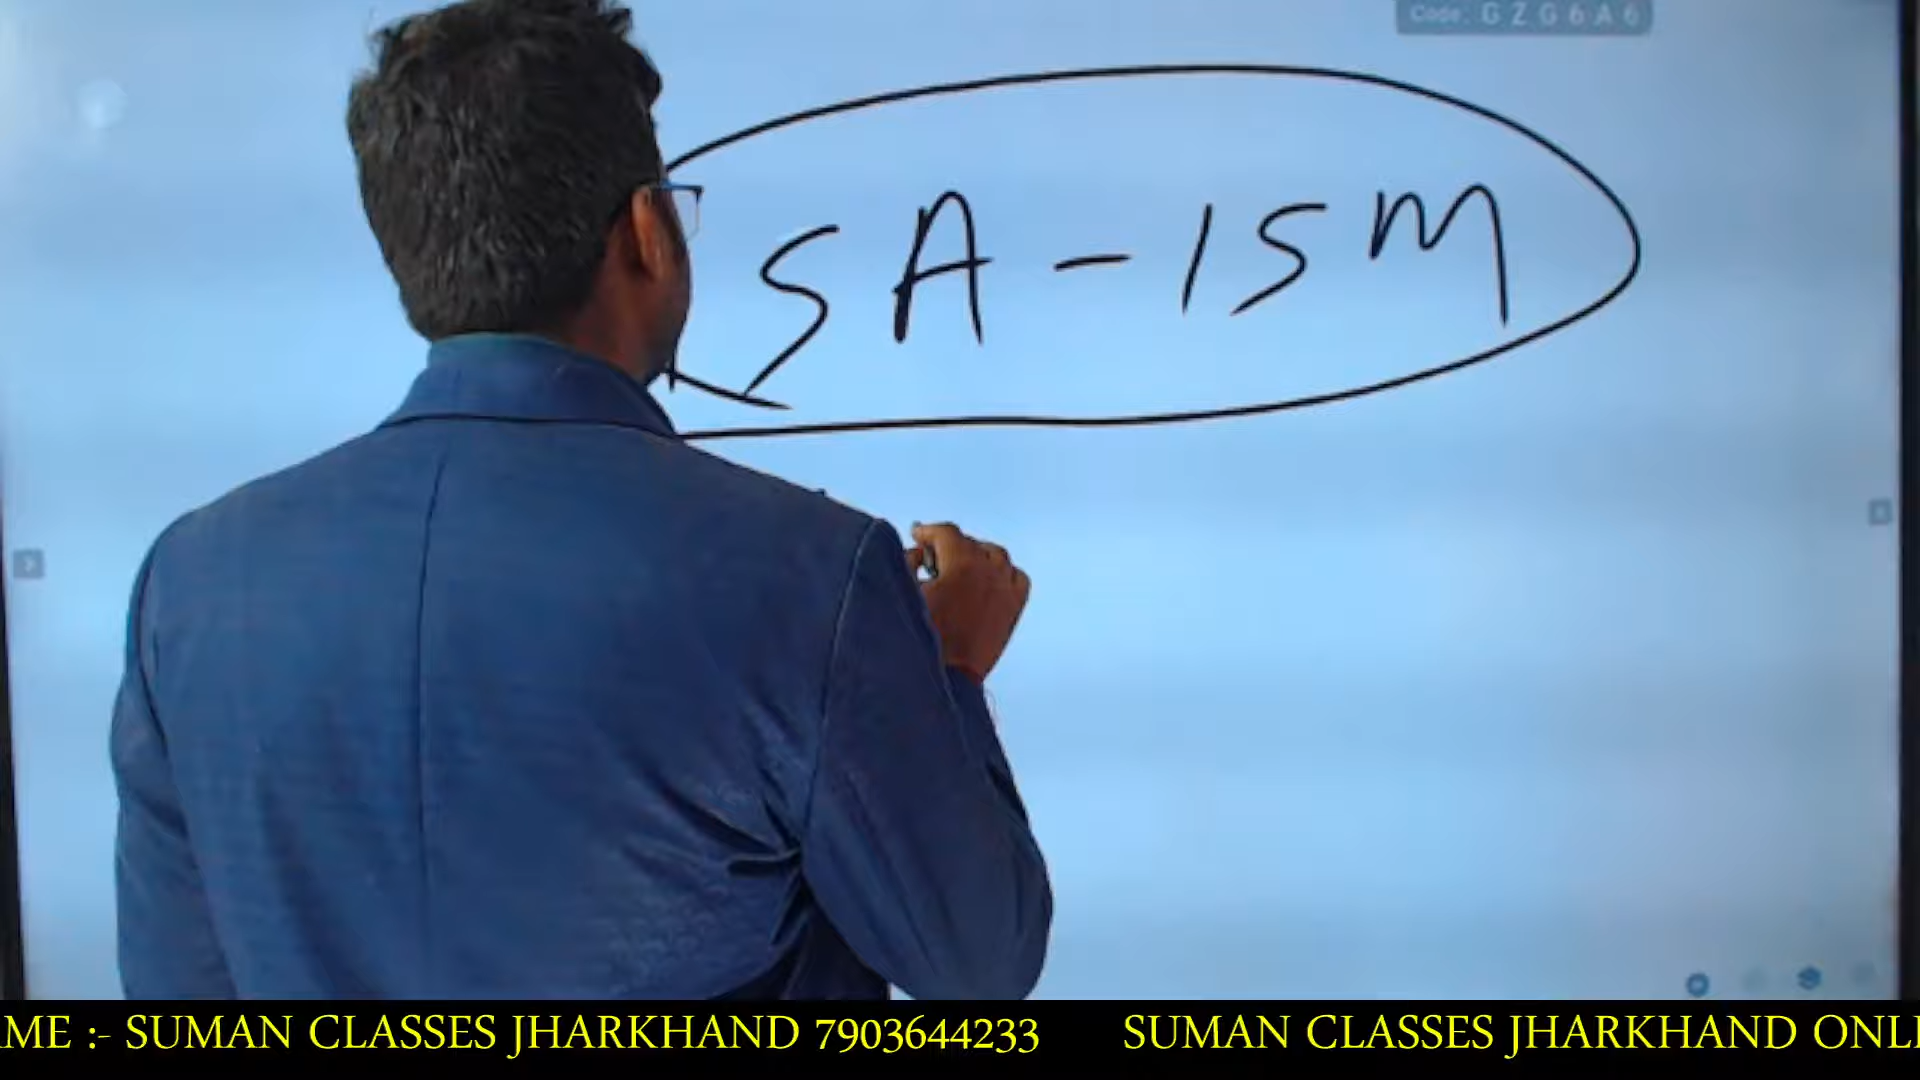 Code: GZG6A6
SA-ISM
ME :- SUMAN CLASSES JHARKHAND 7903644233 SUMAN CLASSES JHARKHAND ONL